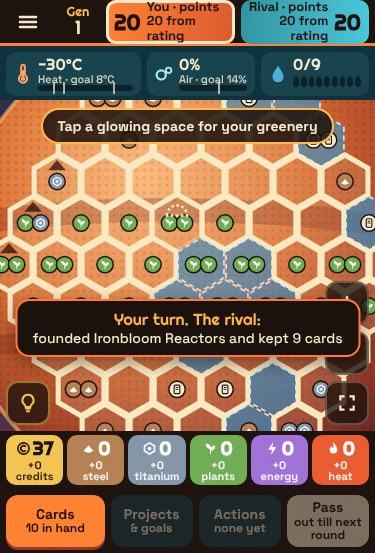 Gen
1
20
You · points
20 from
rating
Rival · points
20 from
rating
20
-30°C
Heat · goal 8°C
0%
Air · goal 14%
0/9
Tap a glowing space for your greenery
Your turn. The rival:
founded Ironbloom Reactors and kept 9 cards
© 37
+0
credits
0
+0
steel
0
+0
titanium
0
+0
plants
0
+0
energy
0
+0
heat
Cards
10 in hand
Projects
& goals
Actions
none yet
Pass
out till next
round